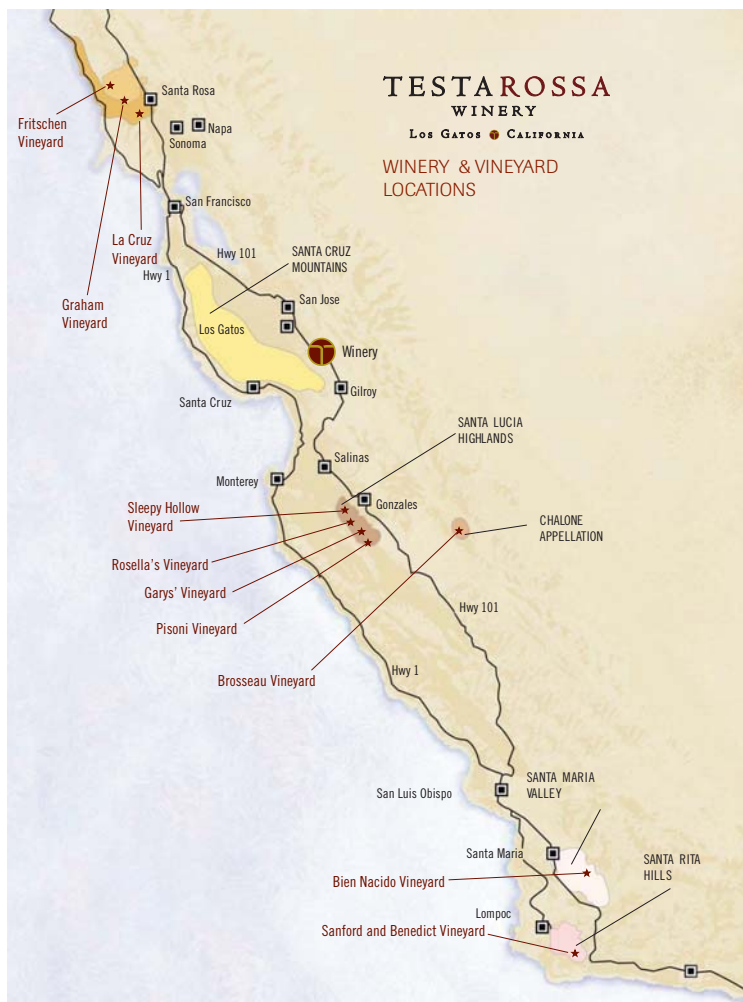 TESTAROSSA
WINERY
LOS GATOS CALIFORNIA
WINERY & VINEYARD
LOCATIONS
Santa Rosa
Napa
Sonoma
Fritschen
Vineyard
San Francisco
La Cruz
Vineyard
Hwy 101
SANTA CRUZ
MOUNTAINS
Hwy 1
Graham
Vineyard
San Jose
Los Gatos
Winery
Gilroy
Santa Cruz
SANTA LUCIA
HIGHLANDS
Salinas
Monterey
Gonzales
Sleepy Hollow
Vineyard
CHALONE
APPELLATION
Rosella's Vineyard
Garys' Vineyard
Hwy 101
Pisoni Vineyard
Hwy 1
Brosseau Vineyard
San Luis Obispo
SANTA MARIA
VALLEY
Santa Maria
SANTA RITA
HILLS
Bien Nacido Vineyard
Lompoc
Sanford and Benedict Vineyard